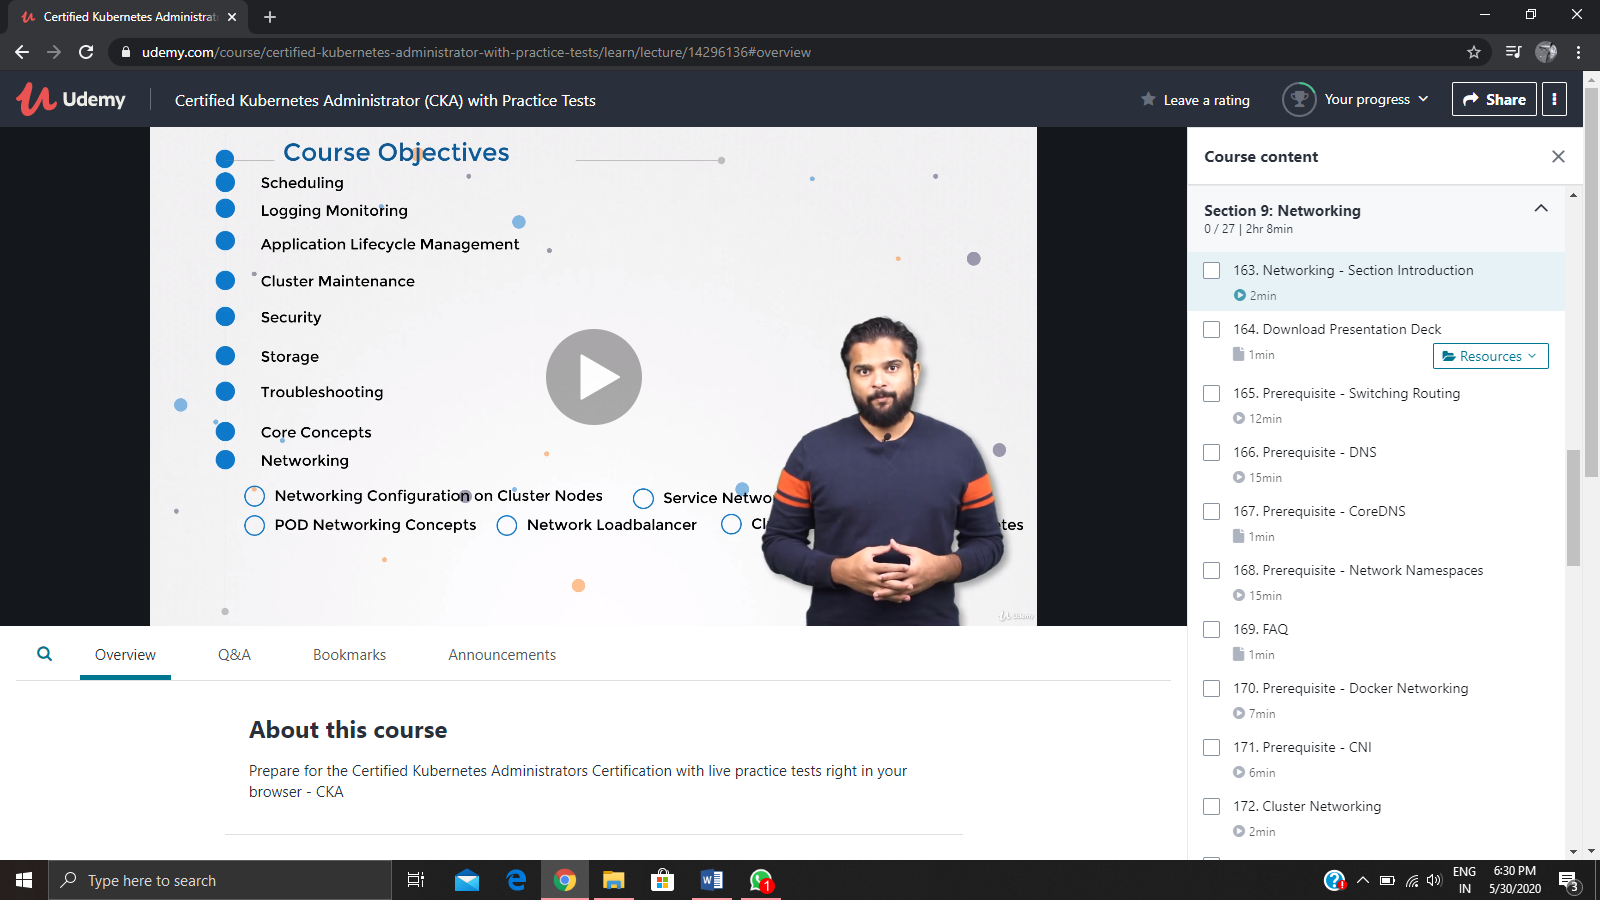 Certified Kubernetes Administrat
udemy.com/course/certified-kubernetes-administrator-with-practice-tests/learn/lecture/14296136#overview
Udemy
Certified Kubernetes Administrator (CKA) with Practice Tests
Leave a rating
Your progress
Share
Course Objectives
Scheduling
Logging Monitoring
Application Lifecycle Management
Cluster Maintenance
Security
Storage
Troubleshooting
Core Concepts
Networking
Networking Configuration on Cluster Nodes
Service Netwo
POD Networking Concepts
Network Loadbalancer
Cl
tes
Udemy
Course content
Section 9: Networking
0 / 27 | 2hr 8min
163. Networking - Section Introduction
2min
164. Download Presentation Deck
1min
Resources
165. Prerequisite - Switching Routing
12min
166. Prerequisite - DNS
15min
167. Prerequisite - CoreDNS
1min
168. Prerequisite - Network Namespaces
15min
169. FAQ
1min
170. Prerequisite - Docker Networking
7min
171. Prerequisite - CNI
6min
172. Cluster Networking
2min
Overview
Q&A
Bookmarks
Announcements
About this course
Prepare for the Certified Kubernetes Administrators Certification with live practice tests right in your
browser - CKA
Type here to search
1
ENG
IN
6:30 PM
5/30/2020
3